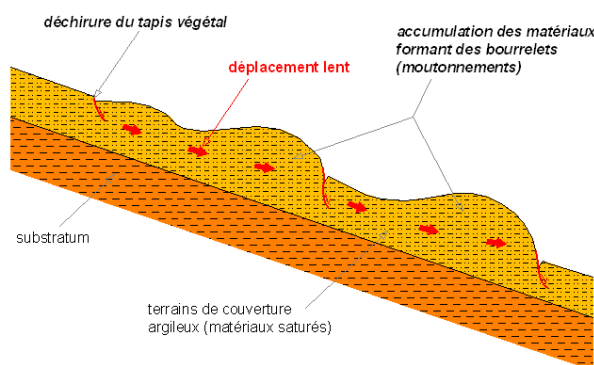 déchirure du tapis végétal
accumulation des matériaux
formant des bourrelets
(moutonnements)
déplacement lent
substratum
terrains de couverture
argileux (matériaux saturés)